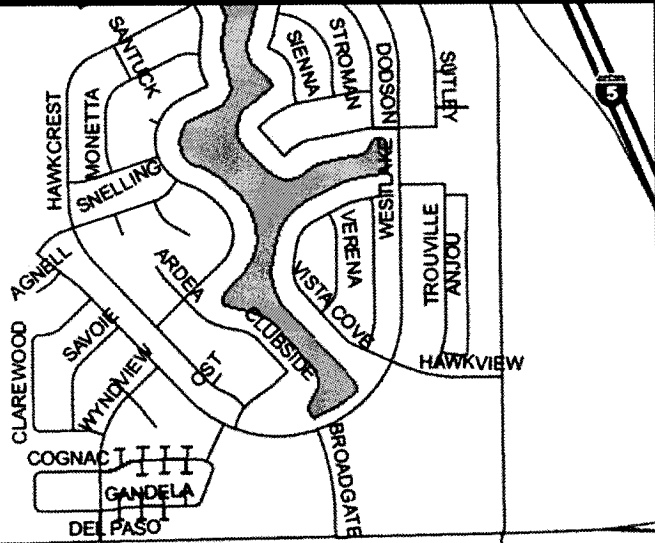 SANTUCK
SIENNA
STROMAN
DODSON
SUTLEY
5
HAWKCREST
MONETTA
SNELLING
WESTLAKE
AGNELL
ARDEA
VISTA COVE
VERENA
TROUVILLE
ANJOU
CLAREWOOD
SAVOIE
WYNDVIEW
OSTI
CLUBSIDE
HAWKVIEW
COGNAC
GANDELA
DEL PASO
BROADGATE